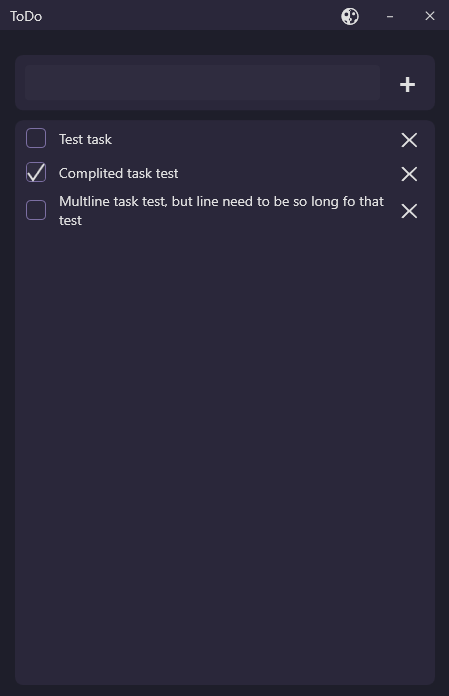 ToDo
Test task
Complited task test
Multline task test, but line need to be so long fo that
test